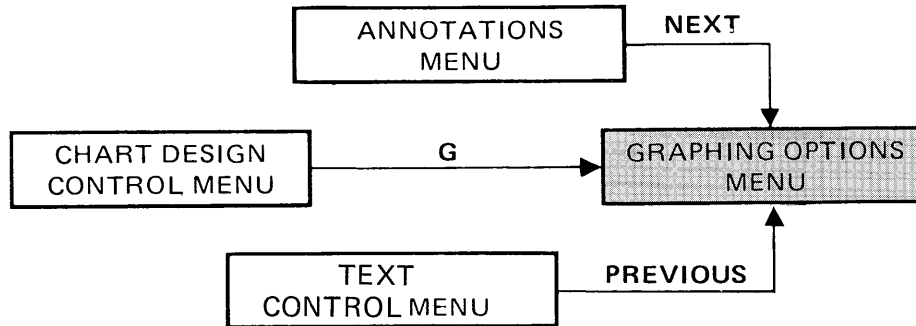 ANNOTATIONS
MENU
NEXT
CHART DESIGN
CONTROL MENU
G
GRAPHING OPTIONS
MENU
TEXT
CONTROL MENU
PREVIOUS